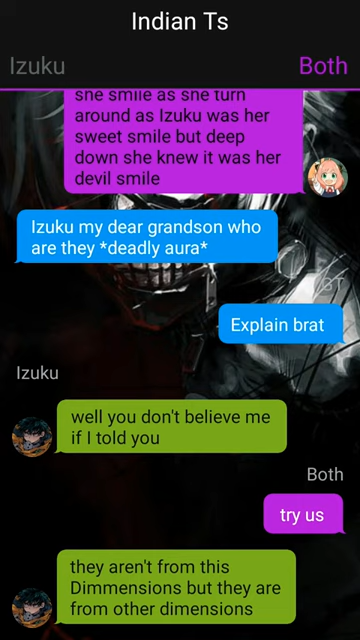 Indian Ts
Izuku
Both
she smile as she turn
around as Izuku was her
sweet smile but deep
down she knew it was her
devil smile
Izuku my dear grandson who
are they *deadly aura*
Explain brat
Izuku
well you don't believe me
if I told you
Both
try us
they aren't from this
Dimmensions but they are
from other dimensions